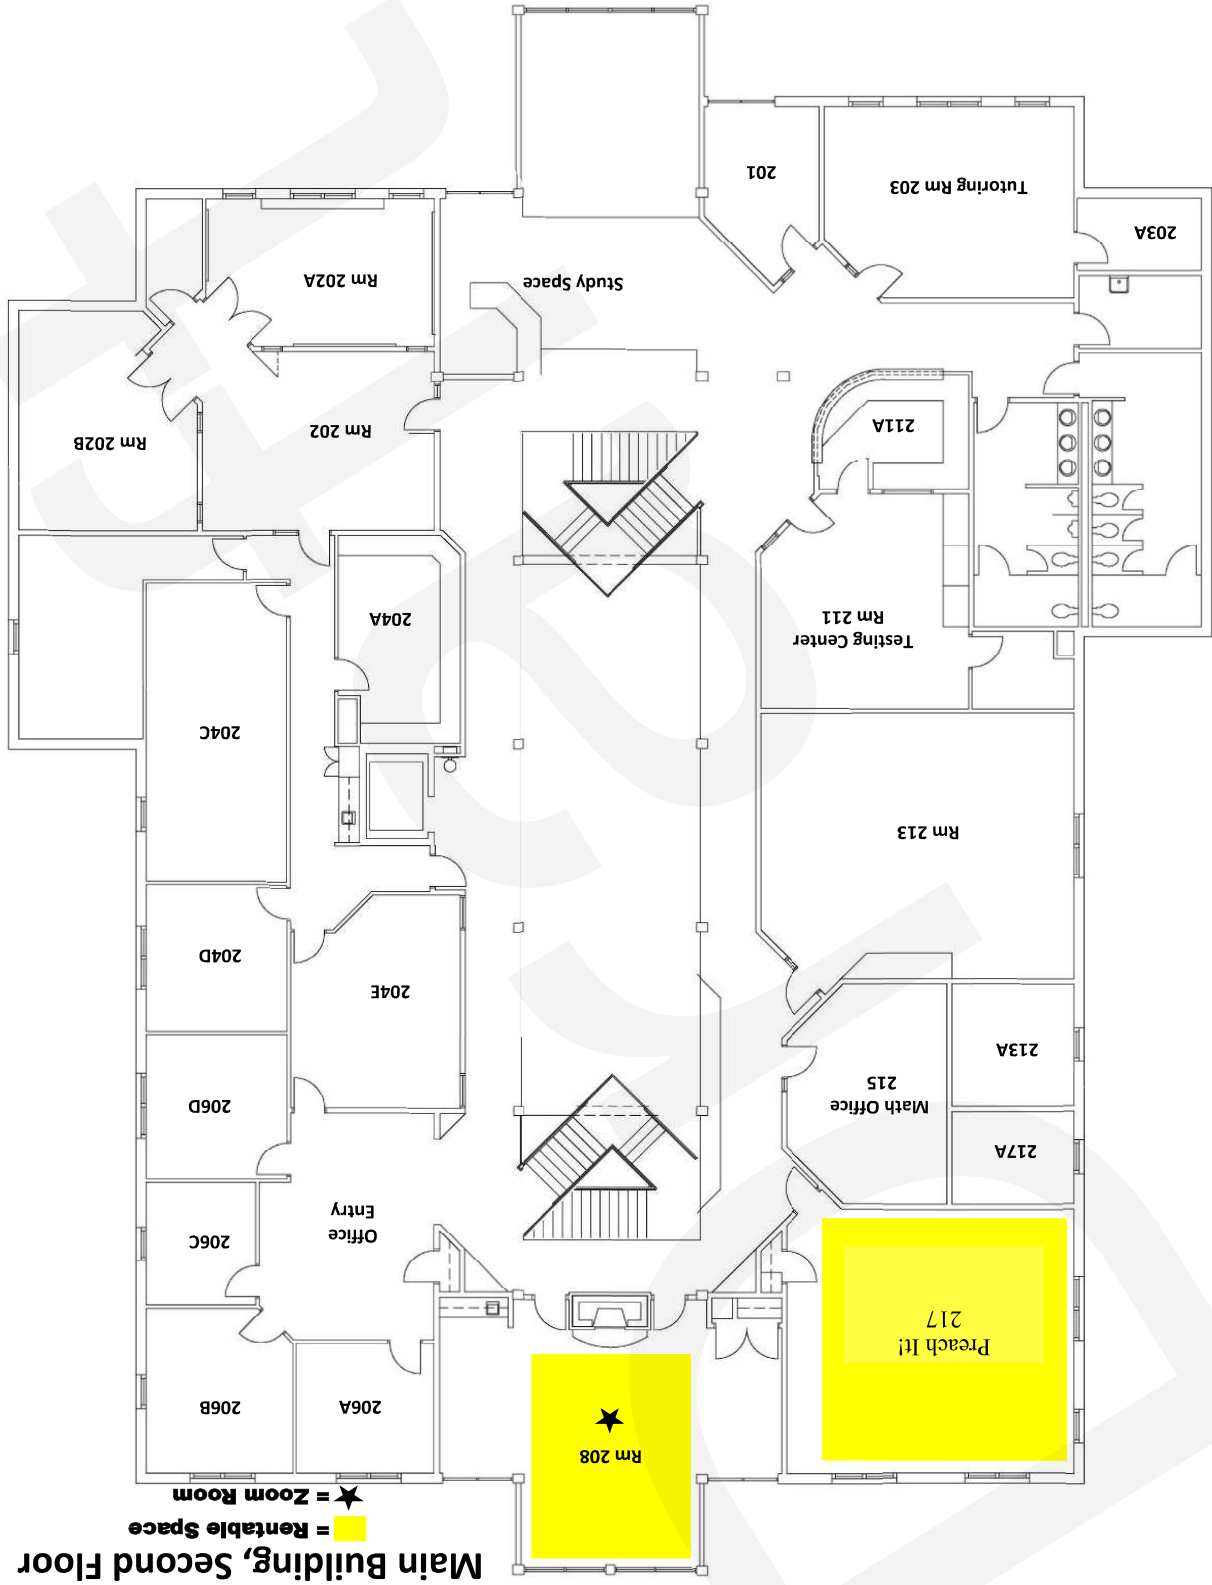 Main Building, Second Floor
= Rentable Space
★ = Zoom Room
Rm 208
★
206A
206B
Preach It!
217
Office
Entry
206C
217A
Math Office
215
206D
213A
204E
204D
Rm 213
204C
Testing Center
Rm 211
204A
211A
Rm 202
Rm 202B
Study Space
Rm 202A
203A
Tutoring Rm 203
201
Draft